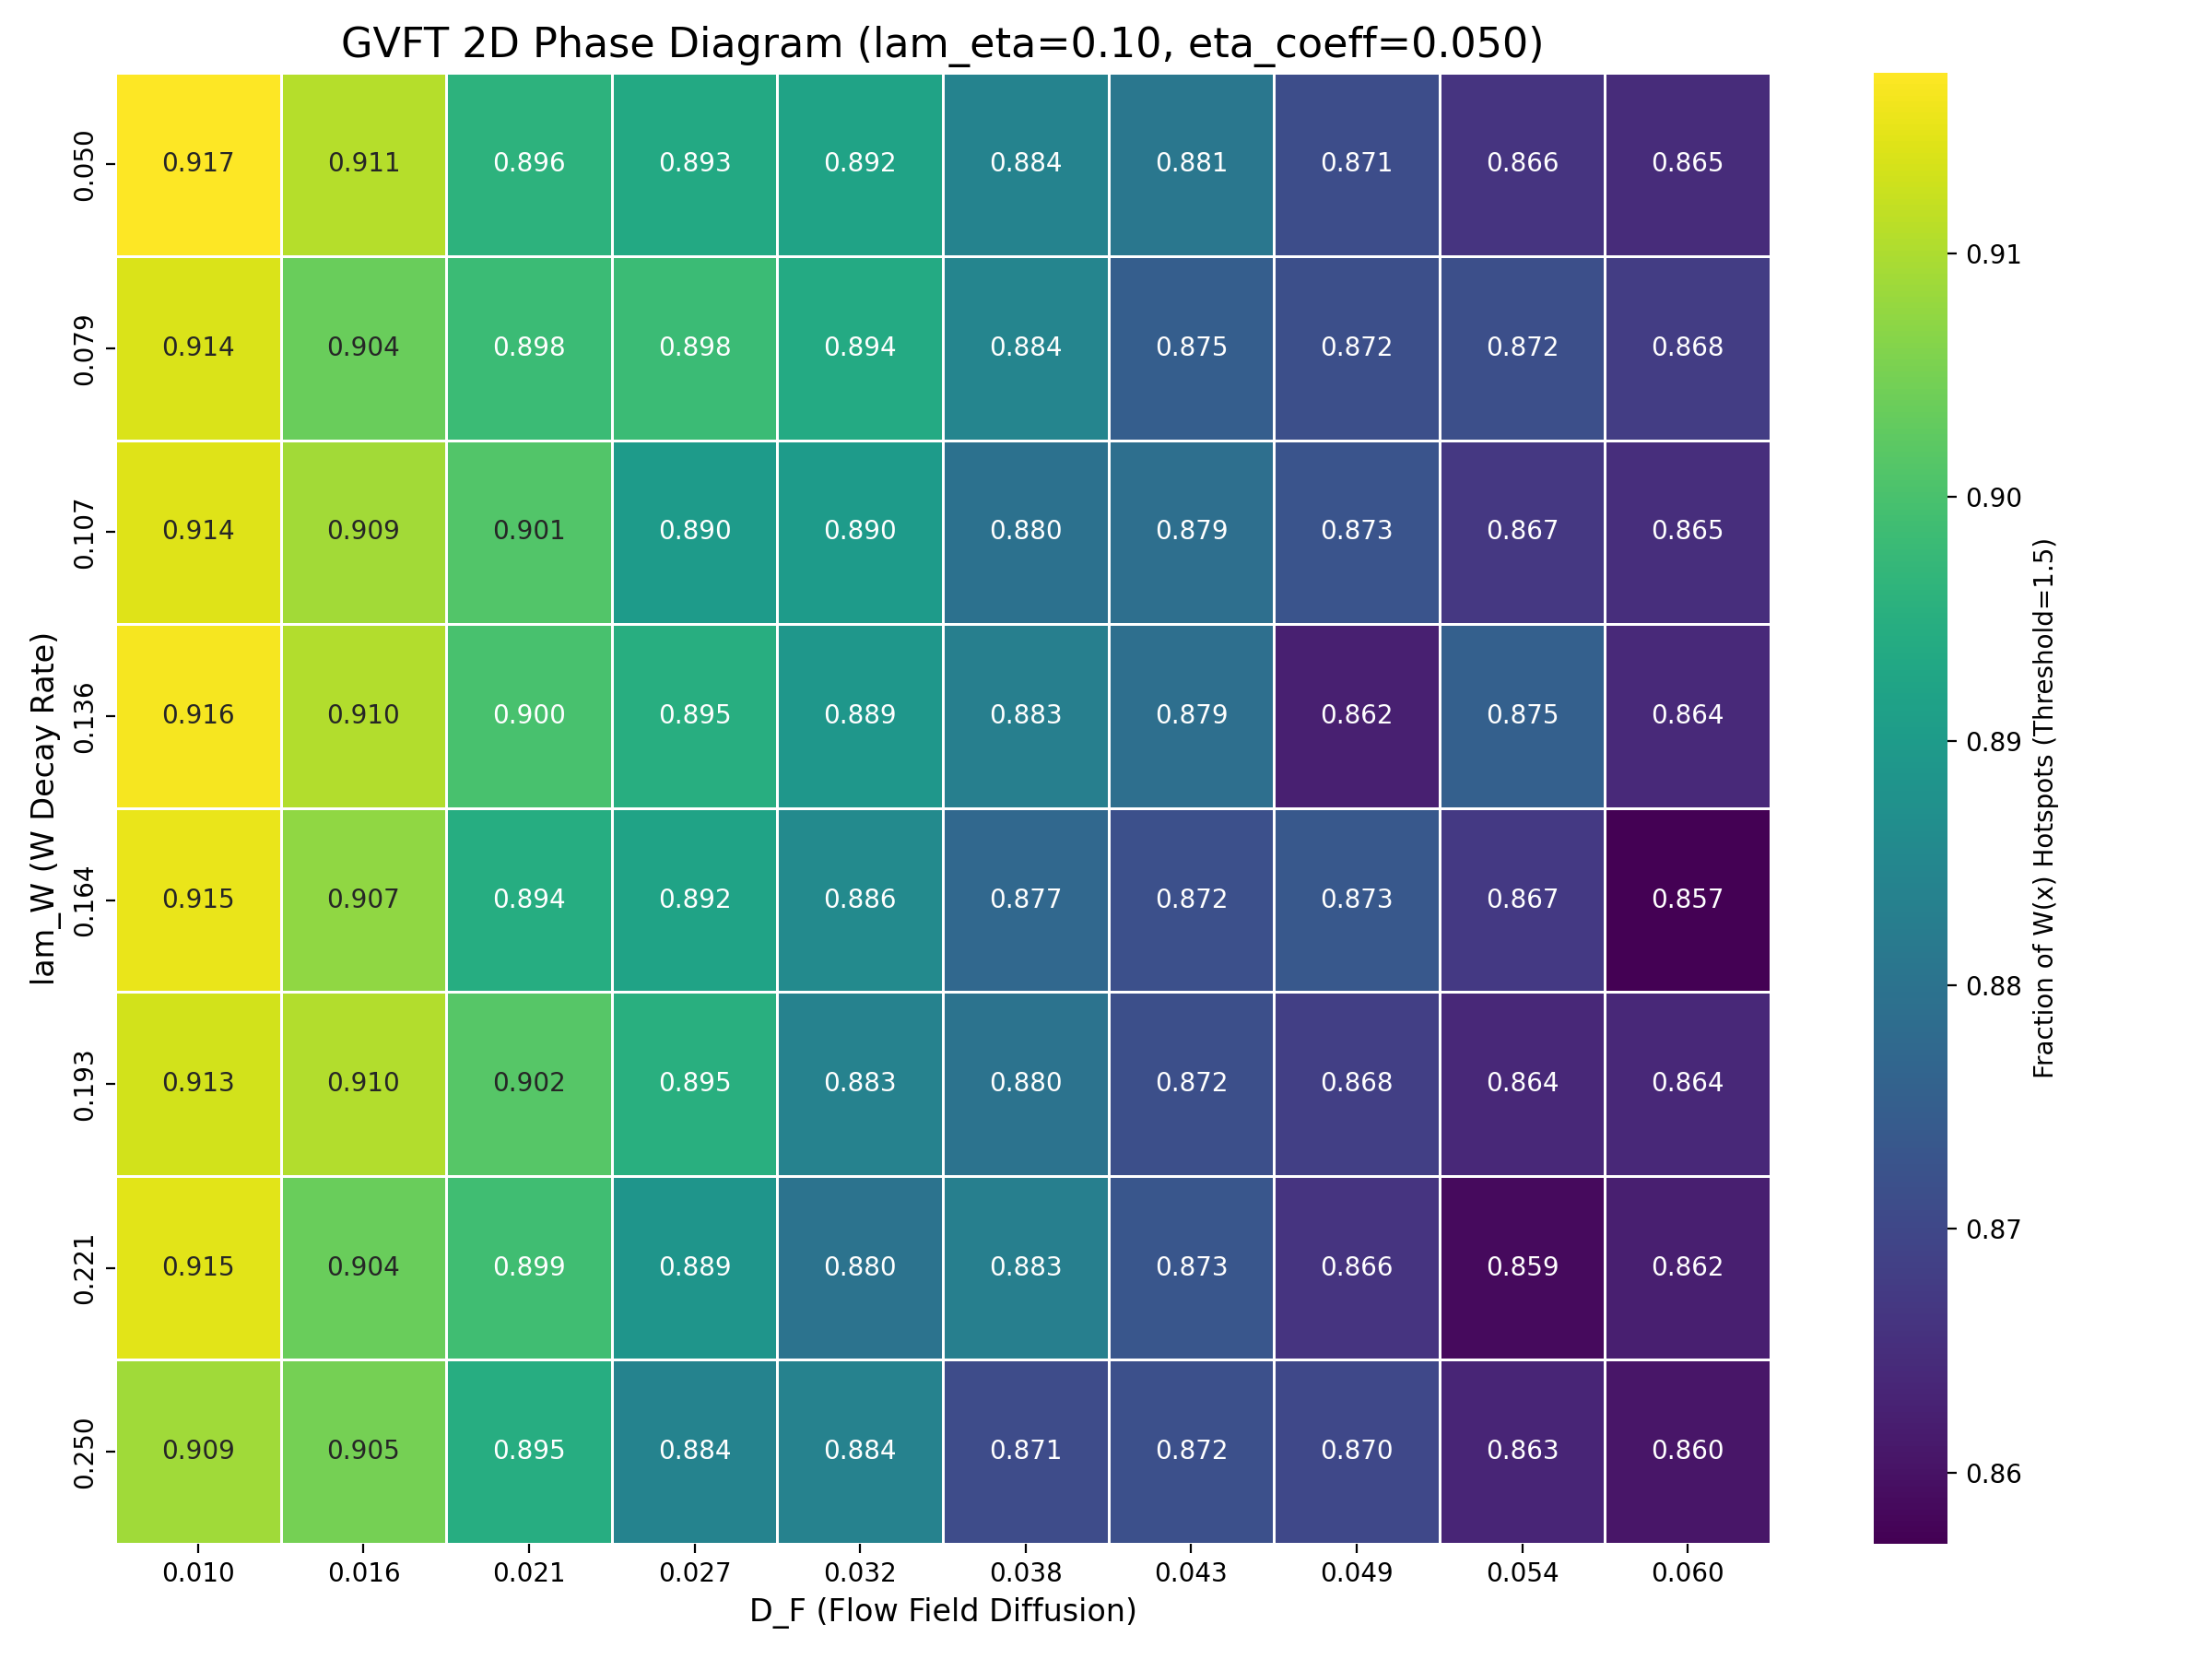 GVFT 2D Phase Diagram (lam_eta=0.10, eta_coeff=0.050)
lam_W (W Decay Rate)
0.050 0.917 0.911 0.896 0.893 0.892 0.884 0.881 0.871 0.866 0.865
0.079 0.914 0.904 0.898 0.898 0.894 0.884 0.875 0.872 0.872 0.868
0.107 0.914 0.909 0.901 0.890 0.890 0.880 0.879 0.873 0.867 0.865
0.136 0.916 0.910 0.900 0.895 0.889 0.883 0.879 0.862 0.875 0.864
0.164 0.915 0.907 0.894 0.892 0.886 0.877 0.872 0.873 0.867 0.857
0.193 0.913 0.910 0.902 0.895 0.883 0.880 0.872 0.868 0.864 0.864
0.221 0.915 0.904 0.899 0.889 0.880 0.883 0.873 0.866 0.859 0.862
0.250 0.909 0.905 0.895 0.884 0.884 0.871 0.872 0.870 0.863 0.860
0.010 0.016 0.021 0.027 0.032 0.038 0.043 0.049 0.054 0.060
D_F (Flow Field Diffusion)
0.91
0.90
0.89
0.88
0.87
0.86
Fraction of W(x) Hotspots (Threshold=1.5)